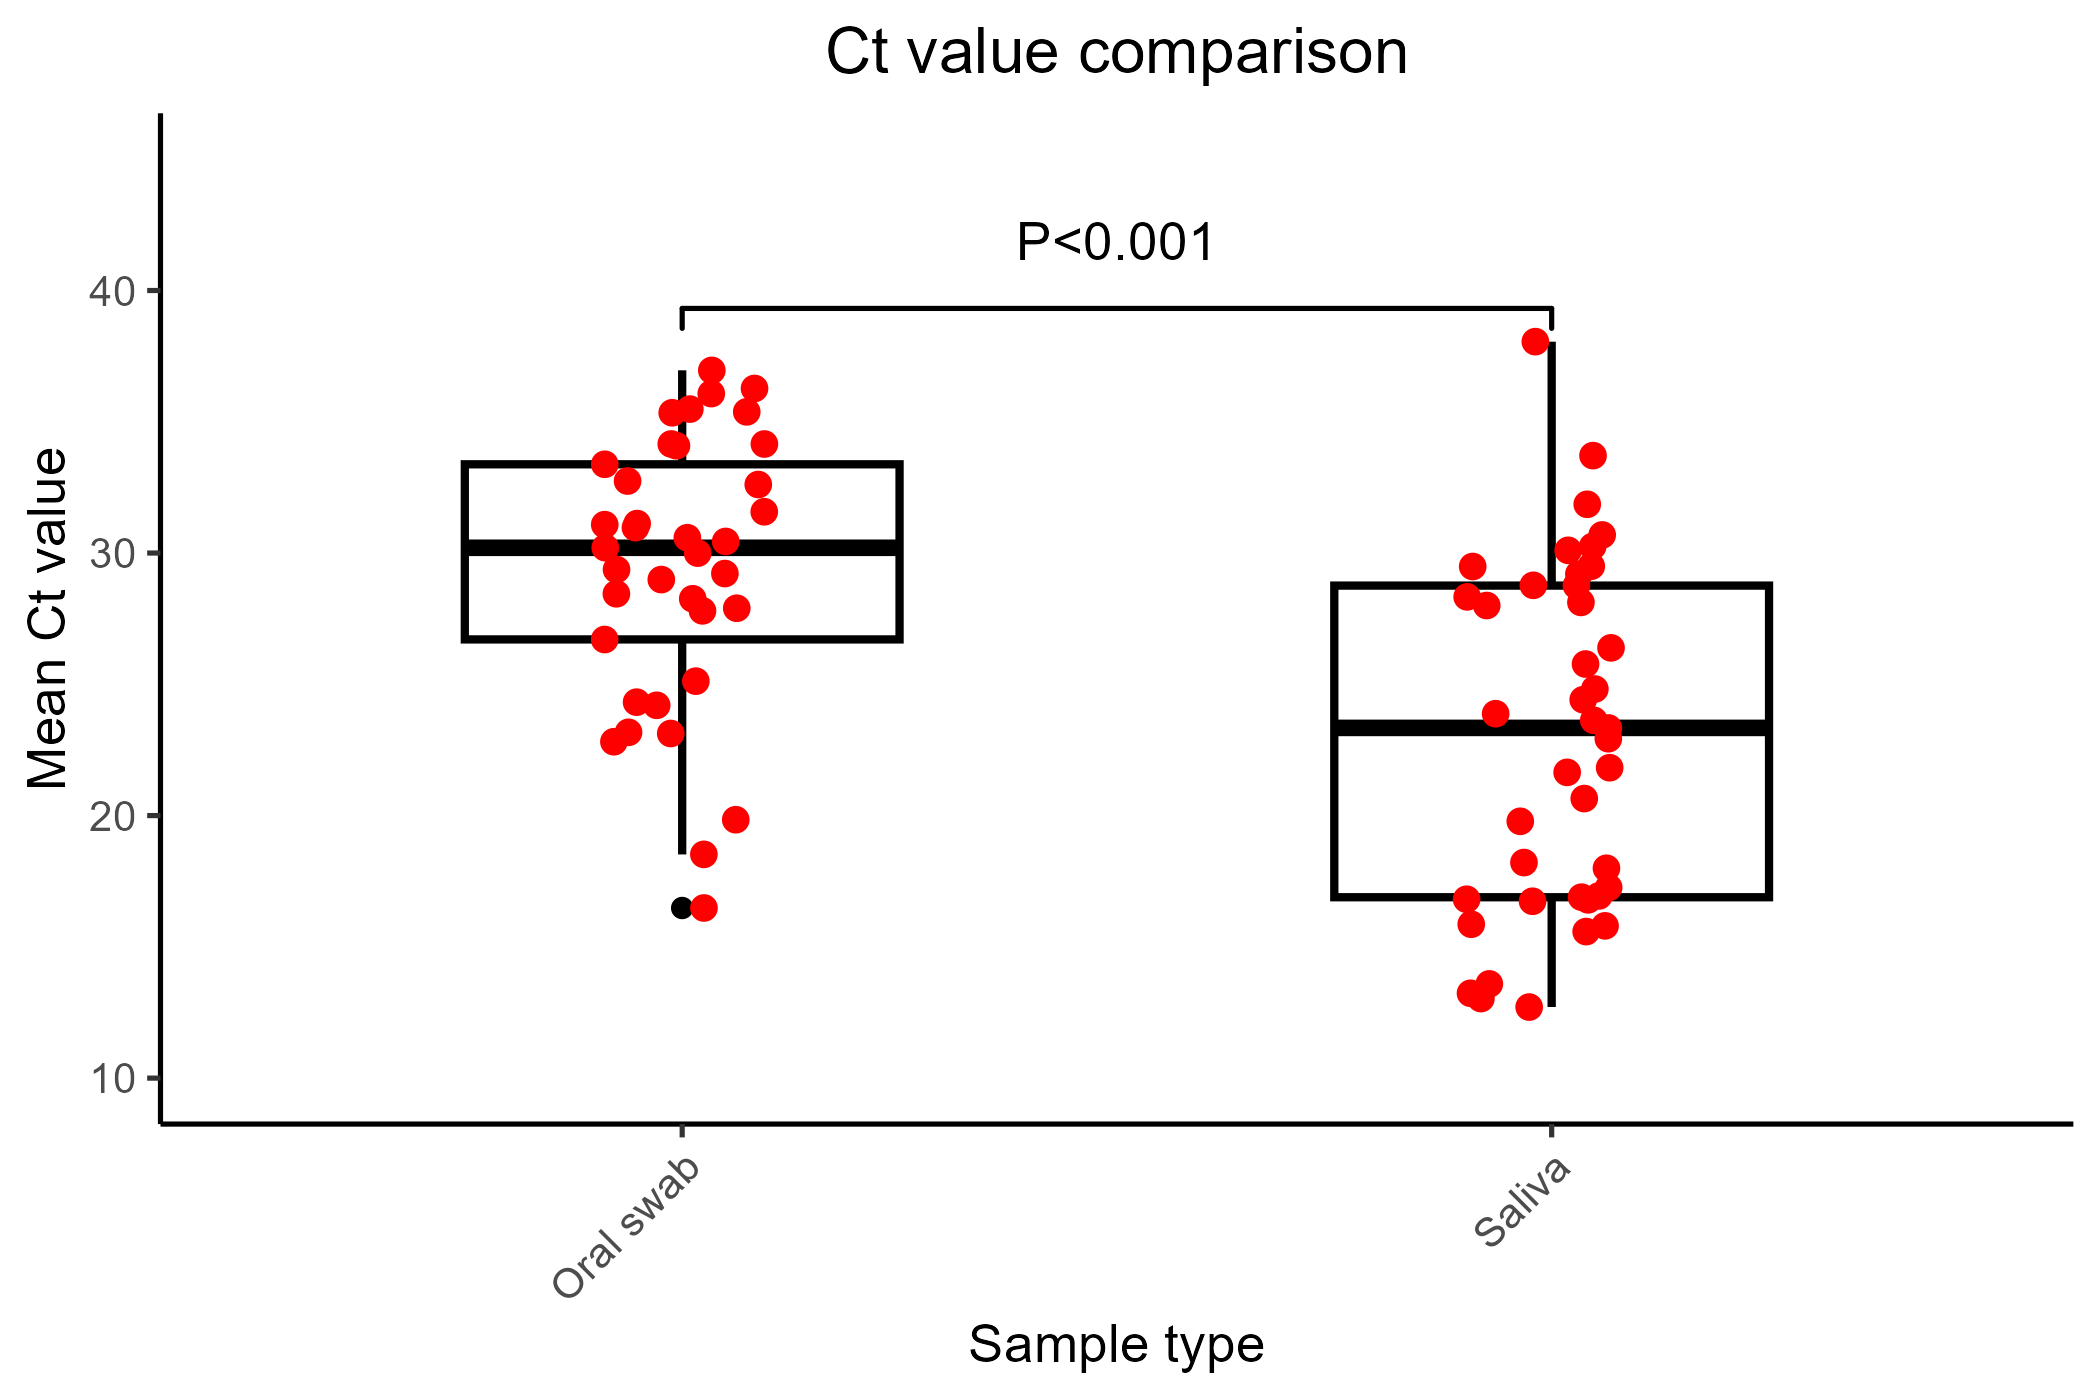 Ct value comparison
P<0.001
Mean Ct value
40
30
20
10
Oral swab
Saliva
Sample type